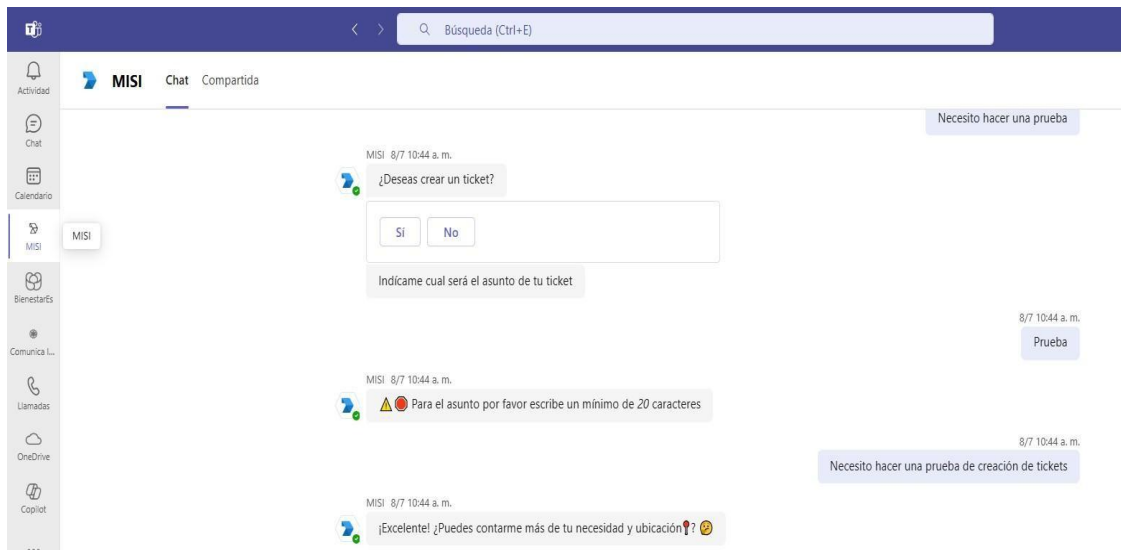 Búsqueda (Ctrl+E)
Actividad
Chat
Calendario
MISI
MISI
BienestarEs
Comunica I...
Llamadas
OneDrive
Copilot
MISI Chat Compartida
Necesito hacer una prueba
MISI 8/7 10:44 a. m.
¿Deseas crear un ticket?
Sí No
Indícame cual será el asunto de tu ticket
8/7 10:44 a. m.
Prueba
MISI 8/7 10:44 a. m.
Para el asunto por favor escribe un mínimo de 20 caracteres
8/7 10:44 a. m.
Necesito hacer una prueba de creación de tickets
MISI 8/7 10:44 a. m.
¡Excelente! ¿Puedes contarme más de tu necesidad y ubicación📍? 🤔